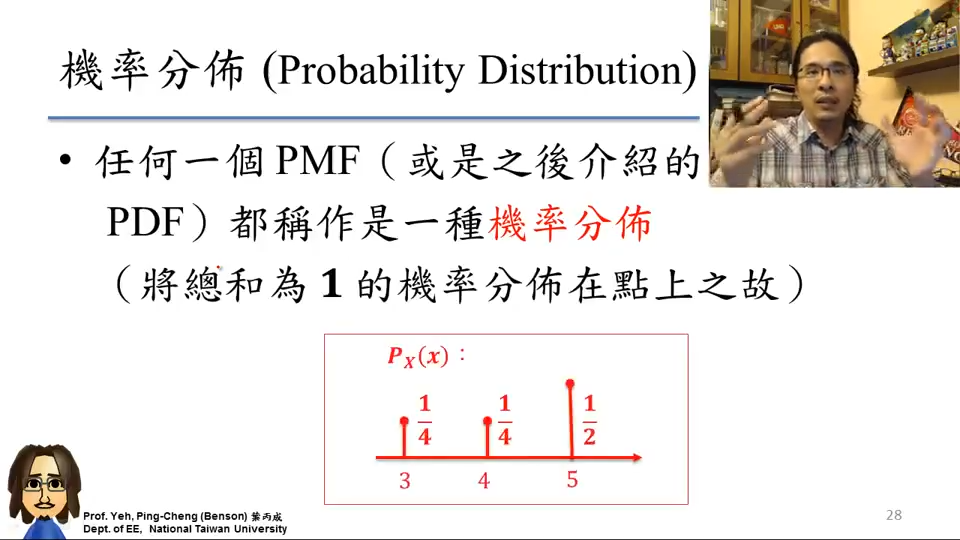 機率分佈 (Probability Distribution)
• 任何一個 PMF（或是之後介紹的
PDF）都稱作是一種機率分佈
（將總和為 1 的機率分佈在點上之故）
P_X(x)：
1/4 1/4 1/2
3 4 5
Prof. Yeh, Ping-Cheng (Benson) 葉丙成
Dept. of EE, National Taiwan University
28